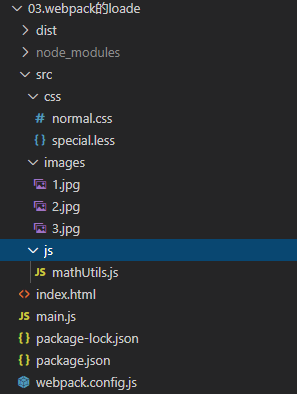 03.webpack的loade
dist
node_modules
src
css
normal.css
special.less
images
1.jpg
2.jpg
3.jpg
js
JS mathUtils.js
index.html
JS main.js
package-lock.json
package.json
webpack.config.js